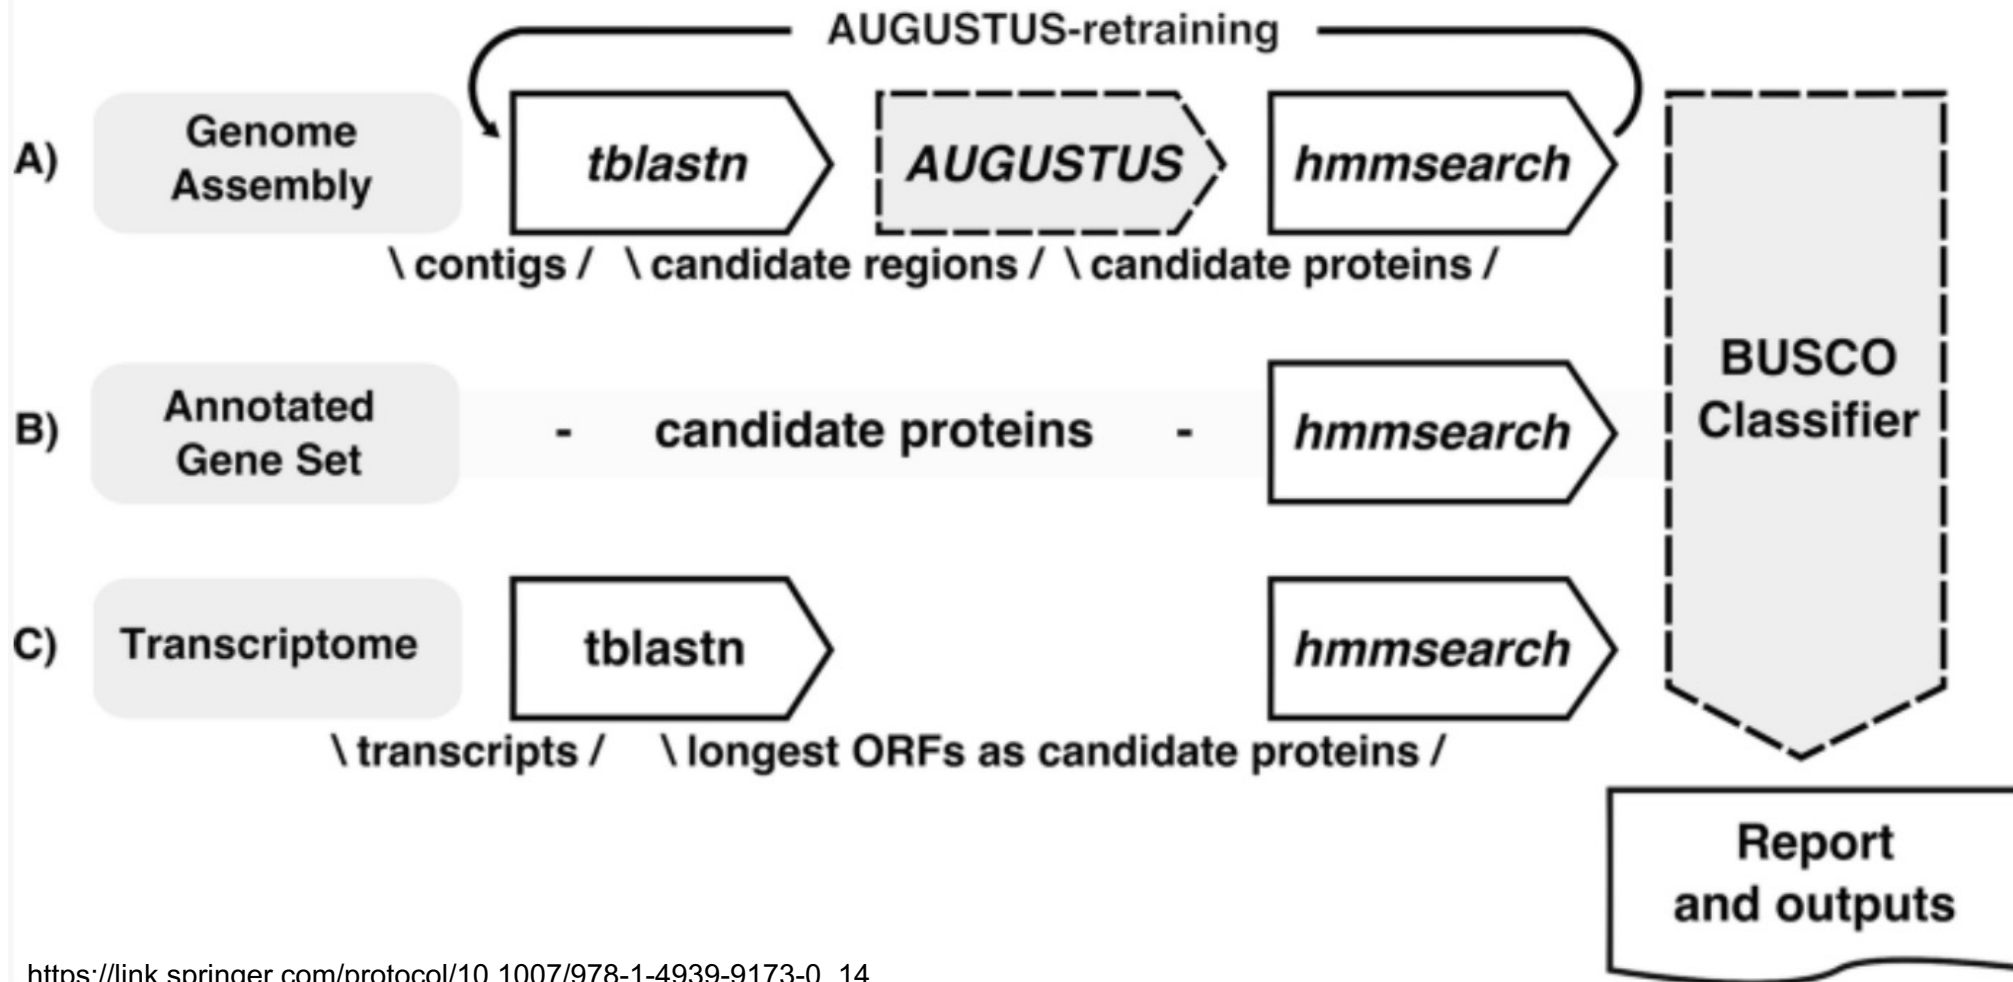 AUGUSTUS-retraining
A)
Genome
Assembly
tblastn
AUGUSTUS
hmmsearch
\ contigs / \ candidate regions / \ candidate proteins /
B)
Annotated
Gene Set
- candidate proteins -
hmmsearch
BUSCO
Classifier
C)
Transcriptome
tblastn
hmmsearch
\ transcripts / \ longest ORFs as candidate proteins /
Report
and outputs
https://link.springer.com/protocol/10.1007/978-1-4939-9173-0_14